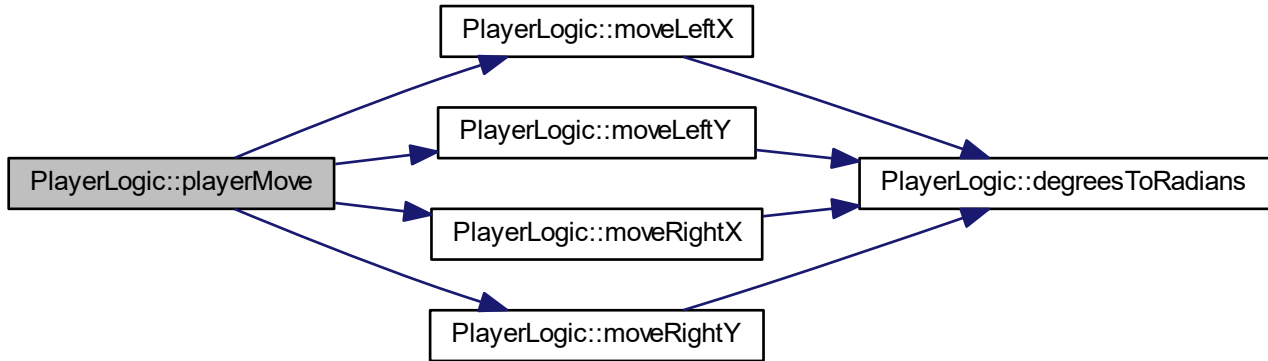 PlayerLogic::moveLeftX
PlayerLogic::moveLeftY
PlayerLogic::playerMove
PlayerLogic::degreesToRadians
PlayerLogic::moveRightX
PlayerLogic::moveRightY